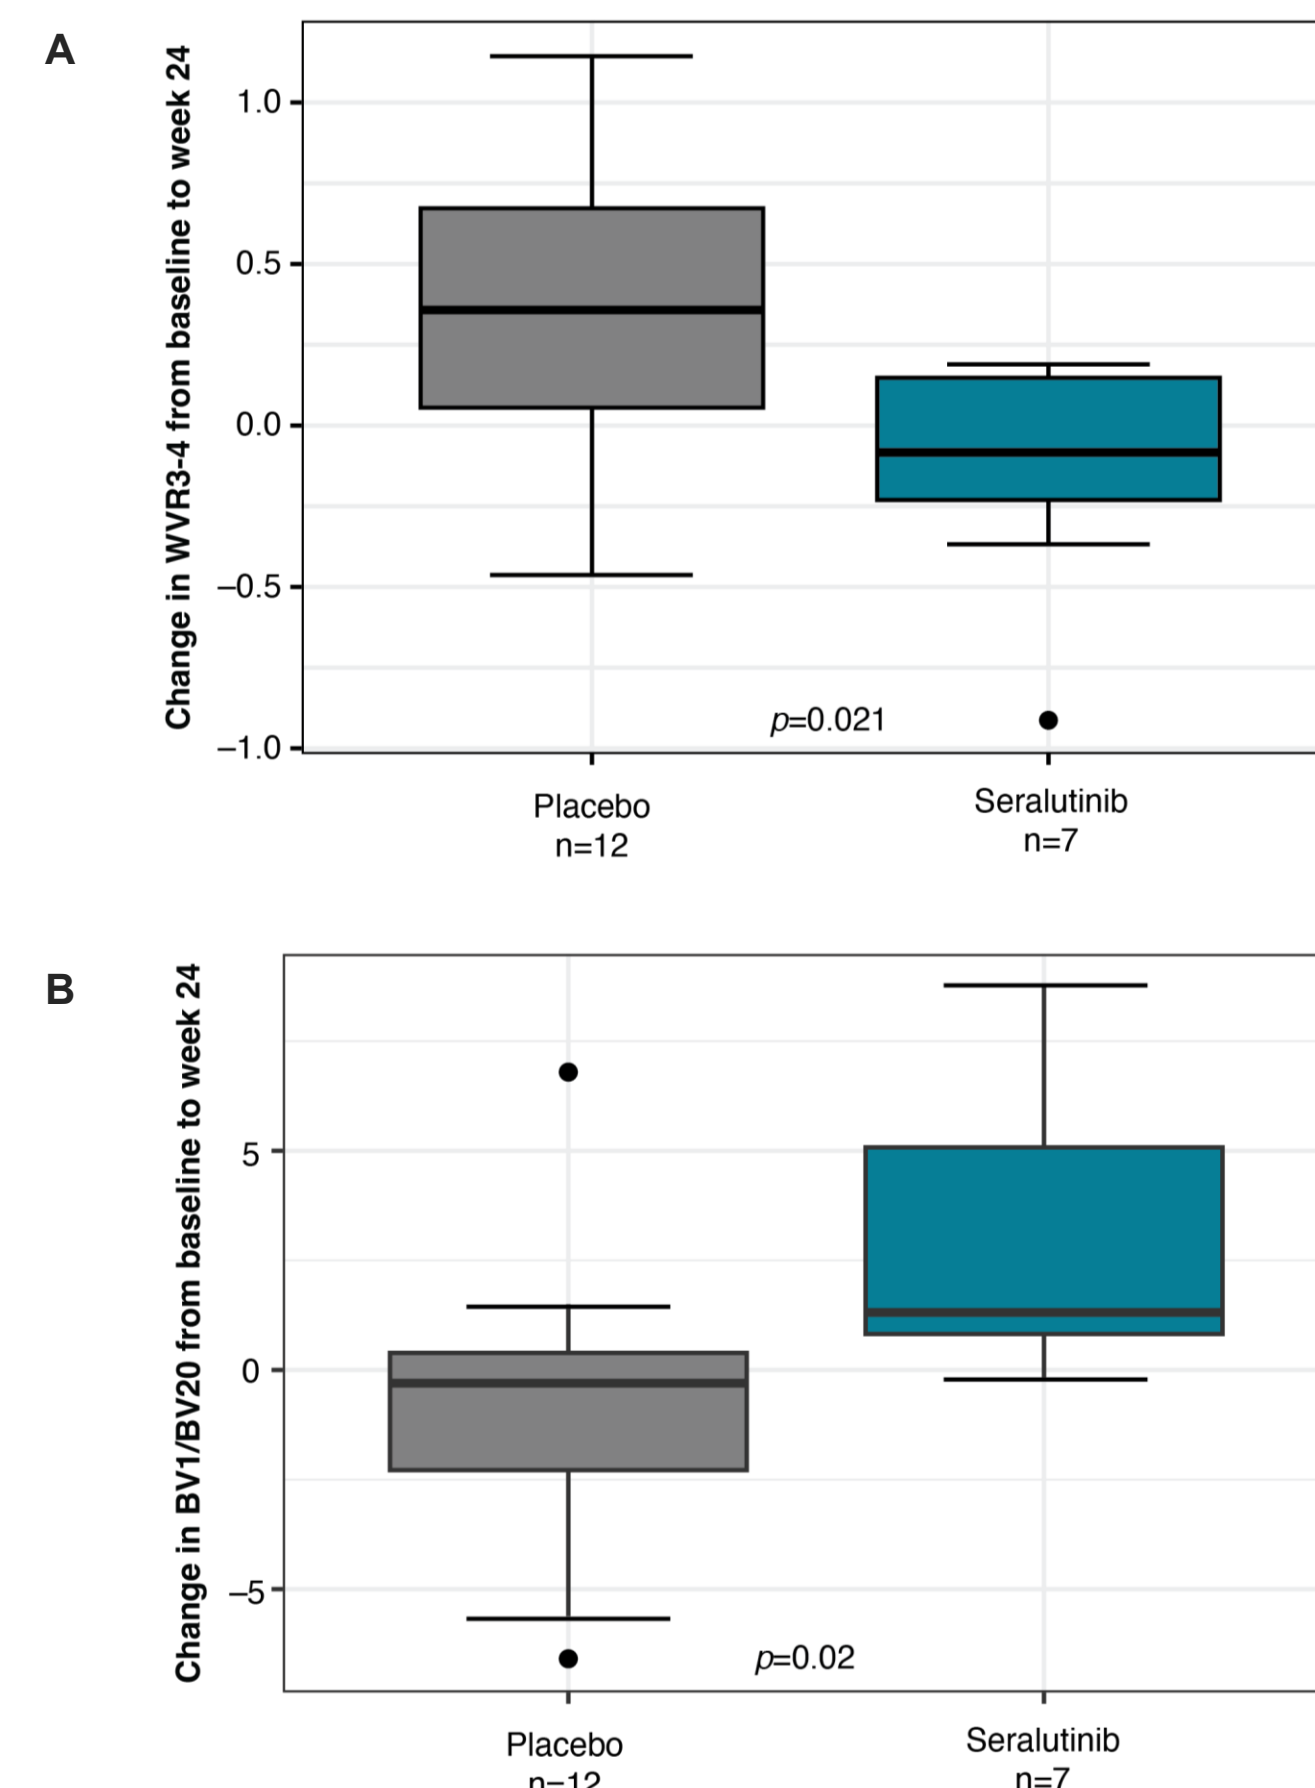 A
Change in WVR3-4 from baseline to week 24
1.0
0.5
0.0
−0.5
−1.0
p=0.021
Placebo
n=12
Seralutinib
n=7
B
Change in BV1/BV20 from baseline to week 24
5
0
−5
p=0.02
Placebo
n=12
Seralutinib
n=7